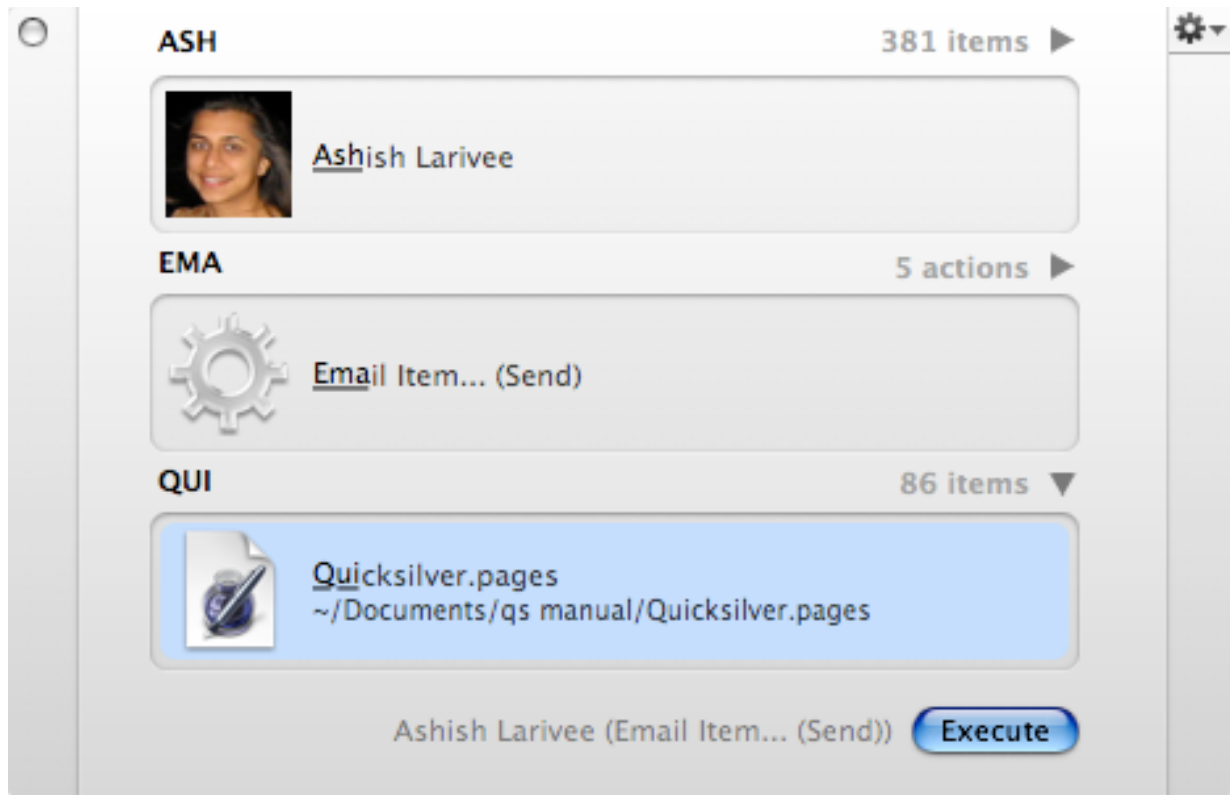 ASH 381 items
Ashish Larivee
EMA 5 actions
Email Item... (Send)
QUI 86 items
Quicksilver.pages
~/Documents/qs manual/Quicksilver.pages
Ashish Larivee (Email Item... (Send)) Execute